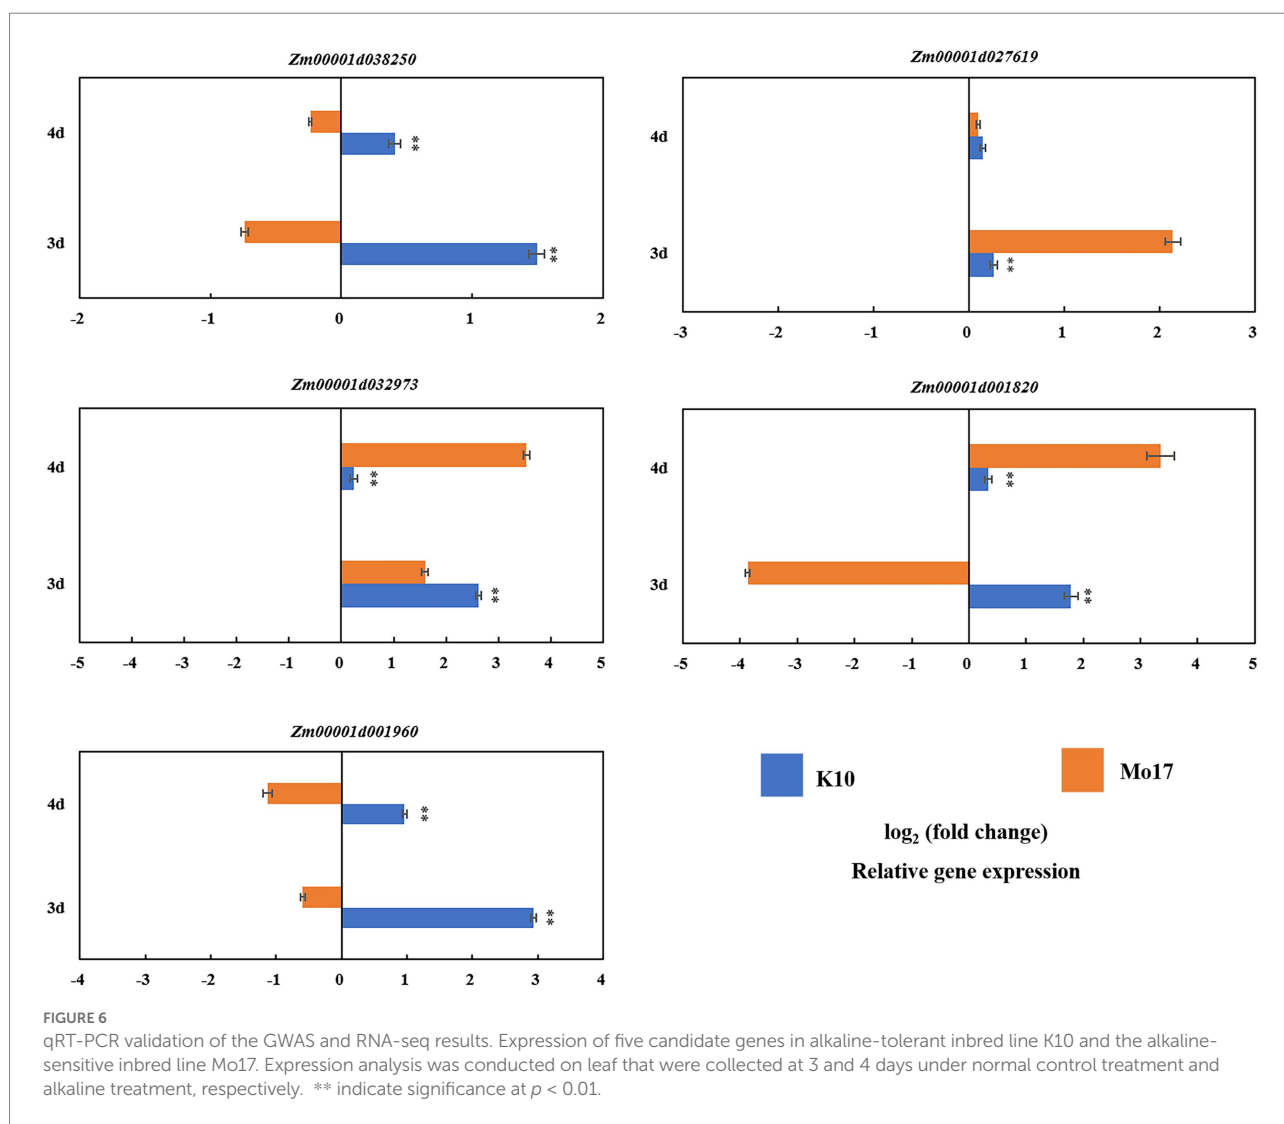 Zm00001d038250
4d
**
3d
**
-2 -1 0 1 2
Zm00001d027619
4d
3d
**
-3 -2 -1 0 1 2 3
Zm00001d032973
4d
**
3d
**
-5 -4 -3 -2 -1 0 1 2 3 4 5
Zm00001d001820
4d
**
3d
**
-5 -4 -3 -2 -1 0 1 2 3 4 5
Zm00001d001960
4d
**
3d
**
-4 -3 -2 -1 0 1 2 3 4
K10 Mo17
log₂ (fold change)
Relative gene expression
FIGURE 6
qRT-PCR validation of the GWAS and RNA-seq results. Expression of five candidate genes in alkaline-tolerant inbred line K10 and the alkaline-
sensitive inbred line Mo17. Expression analysis was conducted on leaf that were collected at 3 and 4 days under normal control treatment and
alkaline treatment, respectively. ** indicate significance at p < 0.01.